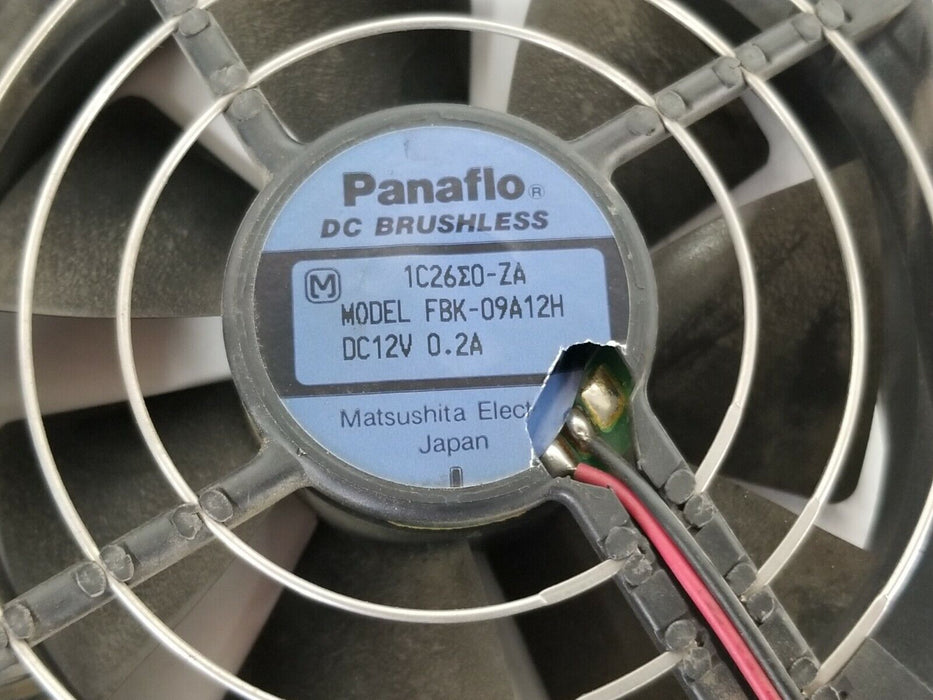 Panaflo®
DC BRUSHLESS
M 1C26Σ0-ZA
MODEL FBK-09A12H
DC12V 0.2A
Matsushita Elect
Japan